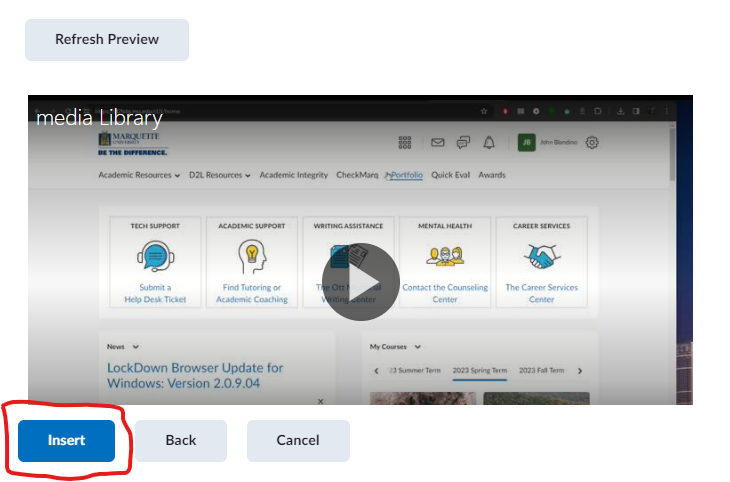 Refresh Preview
media Library
MARQUETTE
UNIVERSITY
BE THE DIFFERENCE.
JB John Blandino
Academic Resources D2L Resources Academic Integrity CheckMarq Portfolio Quick Eval Awards
TECH SUPPORT ACADEMIC SUPPORT WRITING ASSISTANCE MENTAL HEALTH CAREER SERVICES
Submit a Find Tutoring or The Ott Contact the Counseling The Career Services
Help Desk Ticket Academic Coaching Writing Center Center Center
News My Courses
LockDown Browser Update for
Windows: Version 2.0.9.04
Summer Term 2023 Spring Term 2023 Fall Term
Insert Back Cancel